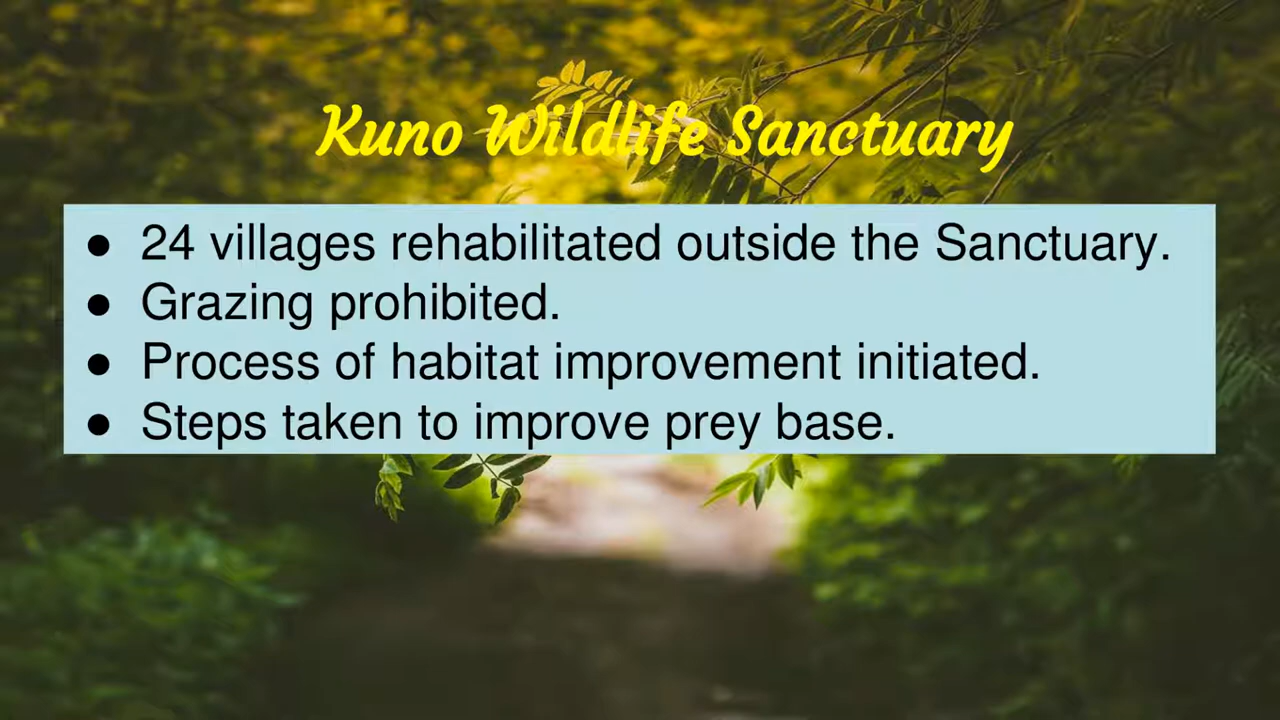 Kuno Wildlife Sanctuary
● 24 villages rehabilitated outside the Sanctuary.
● Grazing prohibited.
● Process of habitat improvement initiated.
● Steps taken to improve prey base.